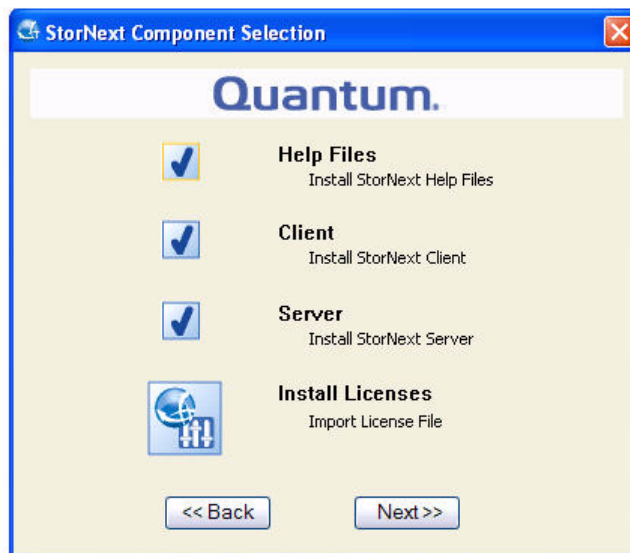 StorNext Component Selection
Quantum.
Help Files
Install StorNext Help Files
Client
Install StorNext Client
Server
Install StorNext Server
Install Licenses
Import License File
<< Back
Next >>